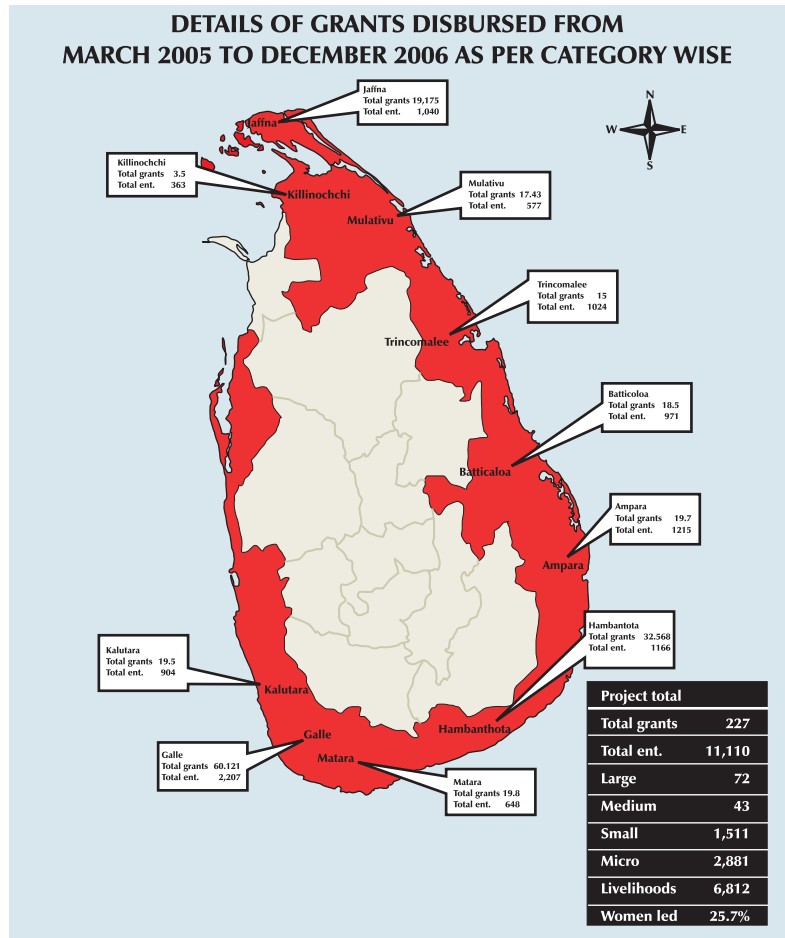 DETAILS OF GRANTS DISBURSED FROM
MARCH 2005 TO DECEMBER 2006 AS PER CATEGORY WISE
Jaffna
Total grants 19,175
Total ent. 1,040
N
W E
S
Jaffna
Killinochchi
Total grants 3.5
Total ent. 363
Killinochchi
Mulativu
Total grants 17.43
Total ent. 577
Mulativu
Trincomalee
Total grants 15
Total ent. 1024
Trincomalee
Batticoloa
Total grants 18.5
Total ent. 971
Batticaloa
Ampara
Total grants 19.7
Total ent. 1215
Ampara
Hambantota
Total grants 32.568
Total ent. 1166
Kalutara
Total grants 19.5
Total ent. 904
Kalutara
Hambanthota
Galle
Matara
Galle
Total grants 60.121
Total ent. 2,207
Matara
Total grants 19.8
Total ent. 648
Project total
Total grants 227
Total ent. 11,110
Large 72
Medium 43
Small 1,511
Micro 2,881
Livelihoods 6,812
Women led 25.7%